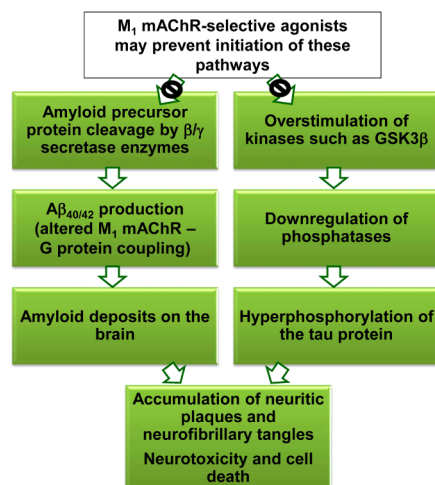 M₁ mAChR-selective agonists
may prevent initiation of these
pathways
Amyloid precursor
protein cleavage by β/γ
secretase enzymes
Overstimulation of
kinases such as GSK3β
Aβ₄₀/₄₂ production
(altered M₁ mAChR –
G protein coupling)
Downregulation of
phosphatases
Amyloid deposits on the
brain
Hyperphosphorylation of
the tau protein
Accumulation of neuritic
plaques and
neurofibrillary tangles
Neurotoxicity and cell
death